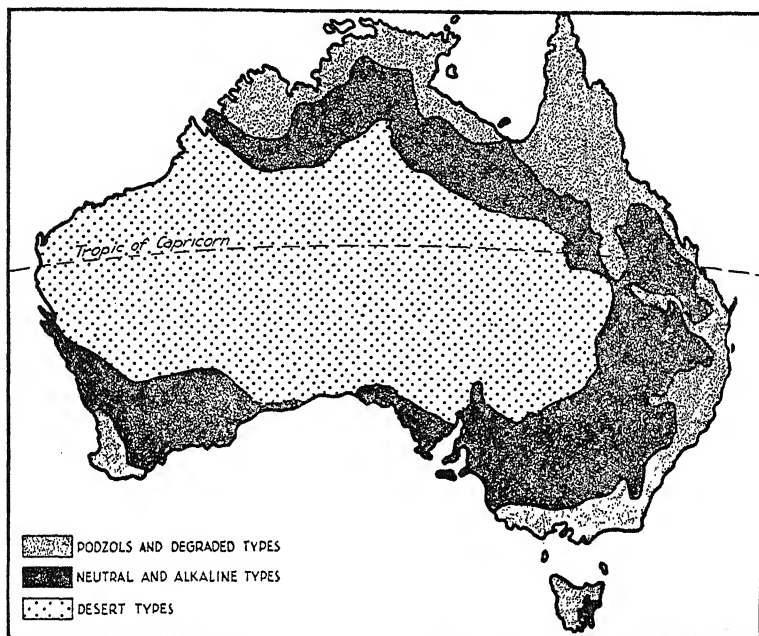 Tropic of Capricorn
PODZOLS AND DEGRADED TYPES
NEUTRAL AND ALKALINE TYPES
DESERT TYPES